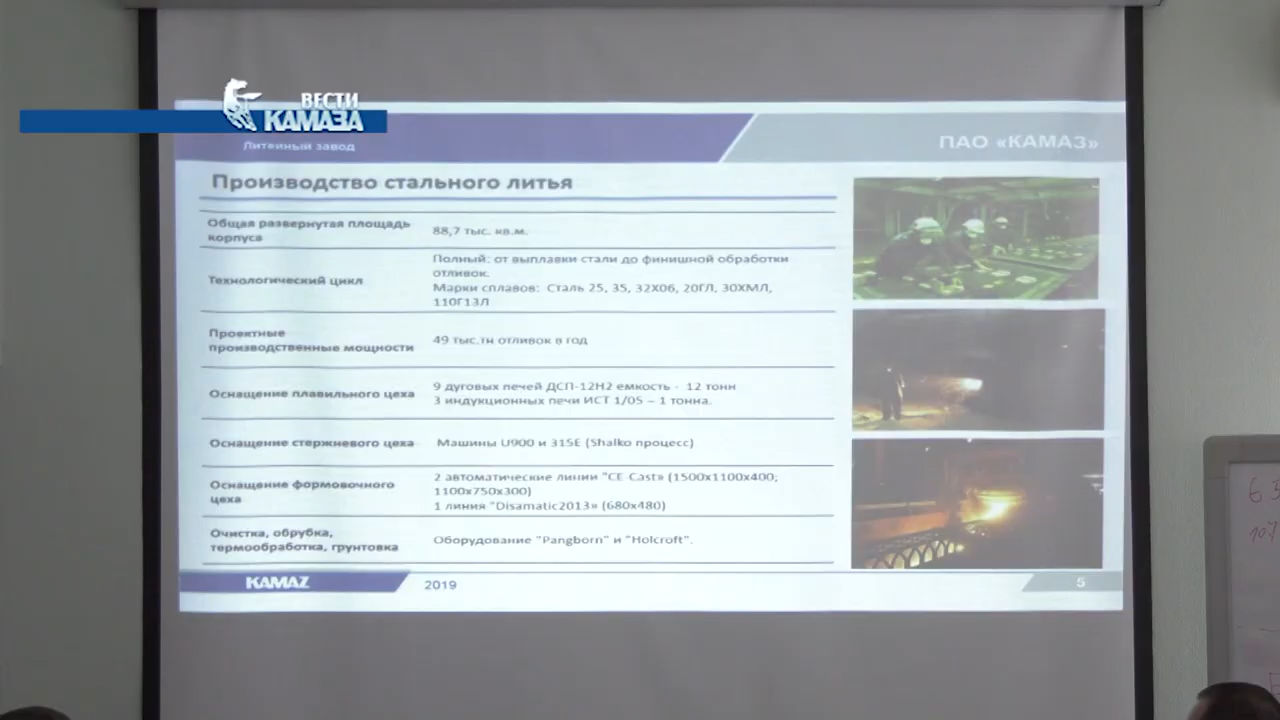 ВЕСТИ
КАМАЗА
Литейный завод
ПАО «КАМАЗ»
Производство стального литья
Общая развернутая площадь
корпуса
88,7 тыс. кв.м.
Технологический цикл
Полный: от выплавки стали до финишной обработки
отливок.
Марки сплавов: Сталь 25, 35, 32Х06, 20ГЛ, 30ХМЛ,
110Г13Л
Проектные
производственные мощности
49 тыс.тн отливок в год
Оснащение плавильного цеха
9 дуговых печей ДСП-12Н2 емкость - 12 тонн
3 индукционных печи ИСТ 1/05 – 1 тонна.
Оснащение стержневого цеха
Машины U900 и 315E (Shalko процесс)
Оснащение формовочного
цеха
2 автоматические линии "CE-Cast» (1500х1100х400;
1100х750х300)
1 линия "Disamatic2013» (680х480)
Очистка, обрубка,
термообработка, грунтовка
Оборудование "Pangborn" и "Holcroft".
KAMAZ
2019
5